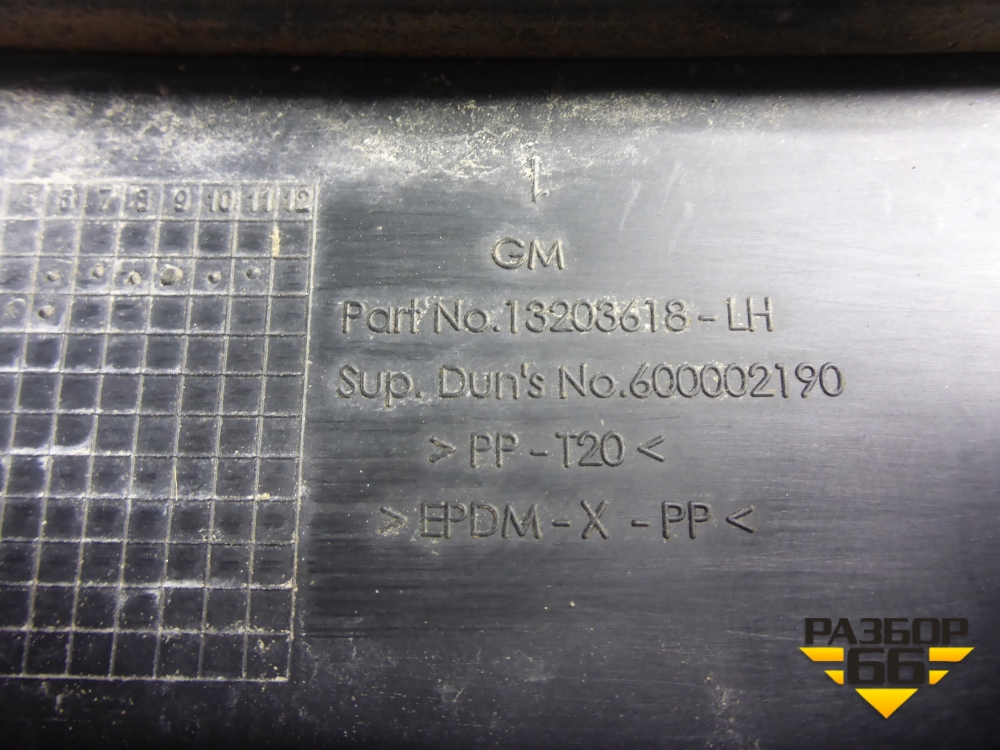 1
GM
5 6 7 8 9 10 11 12
Part No.13203618 - LH
Sup. Dun's No.600002190
> PP - T20 <
> EPDM - X - PP <
РАЗБОР
66